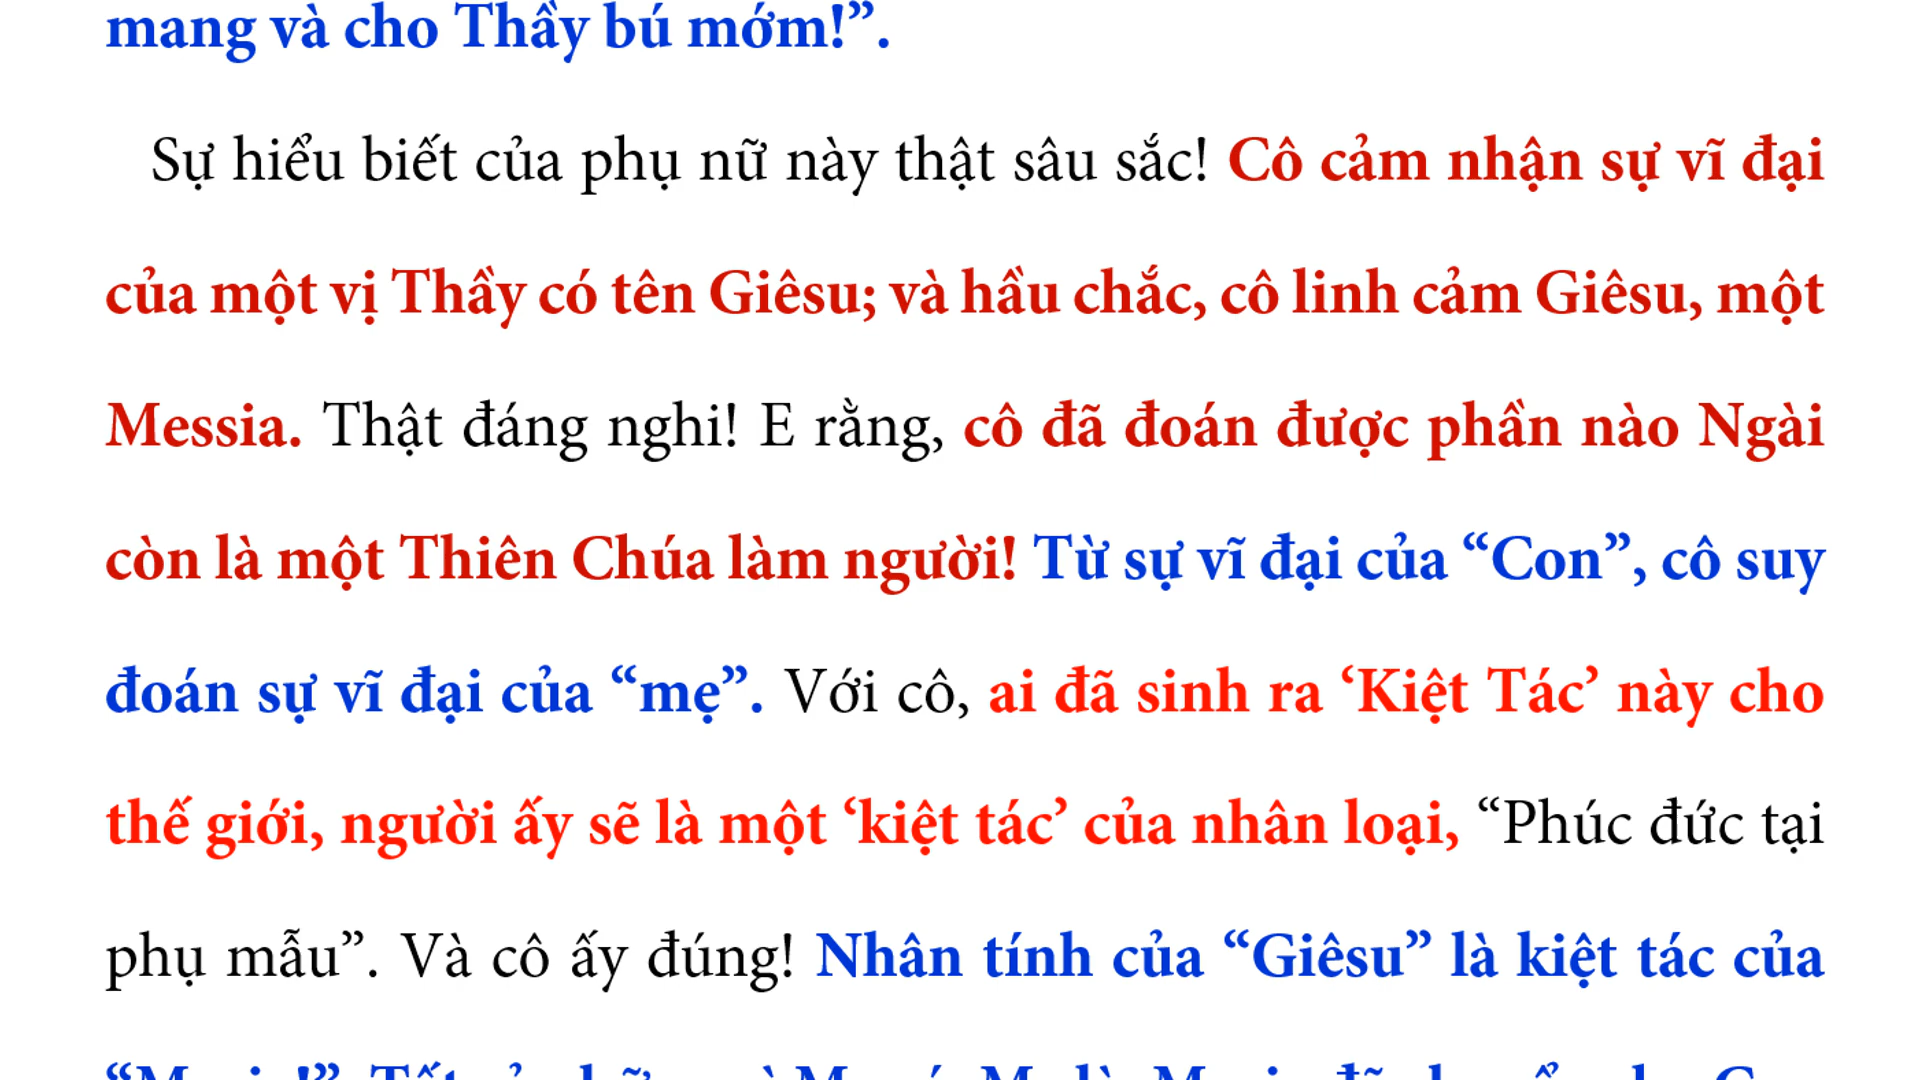 mang và cho Thầy bú mớm!”.
Sự hiểu biết của phụ nữ này thật sâu sắc! Cô cảm nhận sự vĩ đại
của một vị Thầy có tên Giêsu; và hầu chắc, cô linh cảm Giêsu, một
Messia. Thật đáng nghi! E rằng, cô đã đoán được phần nào Ngài
còn là một Thiên Chúa làm người! Từ sự vĩ đại của “Con”, cô suy
đoán sự vĩ đại của “mẹ”. Với cô, ai đã sinh ra ‘Kiệt Tác’ này cho
thế giới, người ấy sẽ là một ‘kiệt tác’ của nhân loại, “Phúc đức tại
phụ mẫu”. Và cô ấy đúng! Nhân tính của “Giêsu” là kiệt tác của